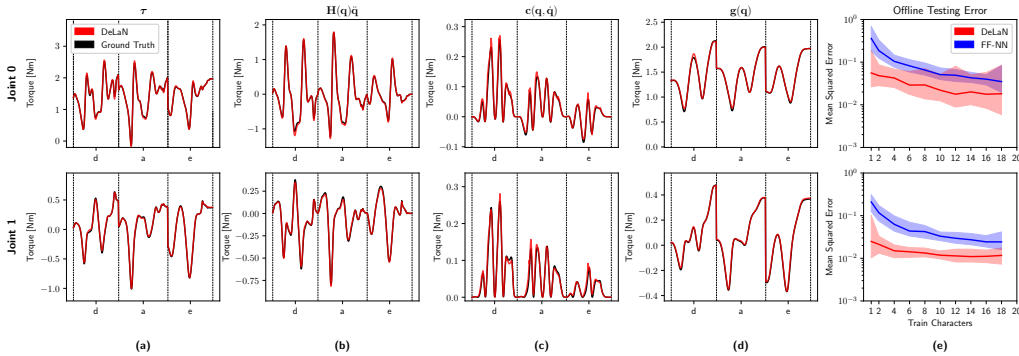 τ
H(q)q̈
c(q, q̇)
g(q)
Offline Testing Error
Joint 0
Torque [Nm]
3
2
1
0
DeLaN
Ground Truth
d a e
Torque [Nm]
1
0
−1
d a e
Torque [Nm]
0.3
0.2
0.1
0.0
−0.1
d a e
Torque [Nm]
2.5
2.0
1.5
1.0
0.5
0.0
d a e
Mean Squared Error
10⁰
10⁻¹
10⁻²
10⁻³
DeLaN
FF-NN
1 2 4 6 8 10 12 14 16 18 20
Joint 1
Torque [Nm]
0.5
0.0
−0.5
−1.0
d a e
Torque [Nm]
0.50
0.25
0.00
−0.25
−0.50
−0.75
d a e
Torque [Nm]
0.3
0.2
0.1
0.0
d a e
Torque [Nm]
0.4
0.2
0.0
−0.2
−0.4
d a e
Mean Squared Error
10⁰
10⁻¹
10⁻²
10⁻³
1 2 4 6 8 10 12 14 16 18 20
Train Characters
(a) (b) (c) (d) (e)